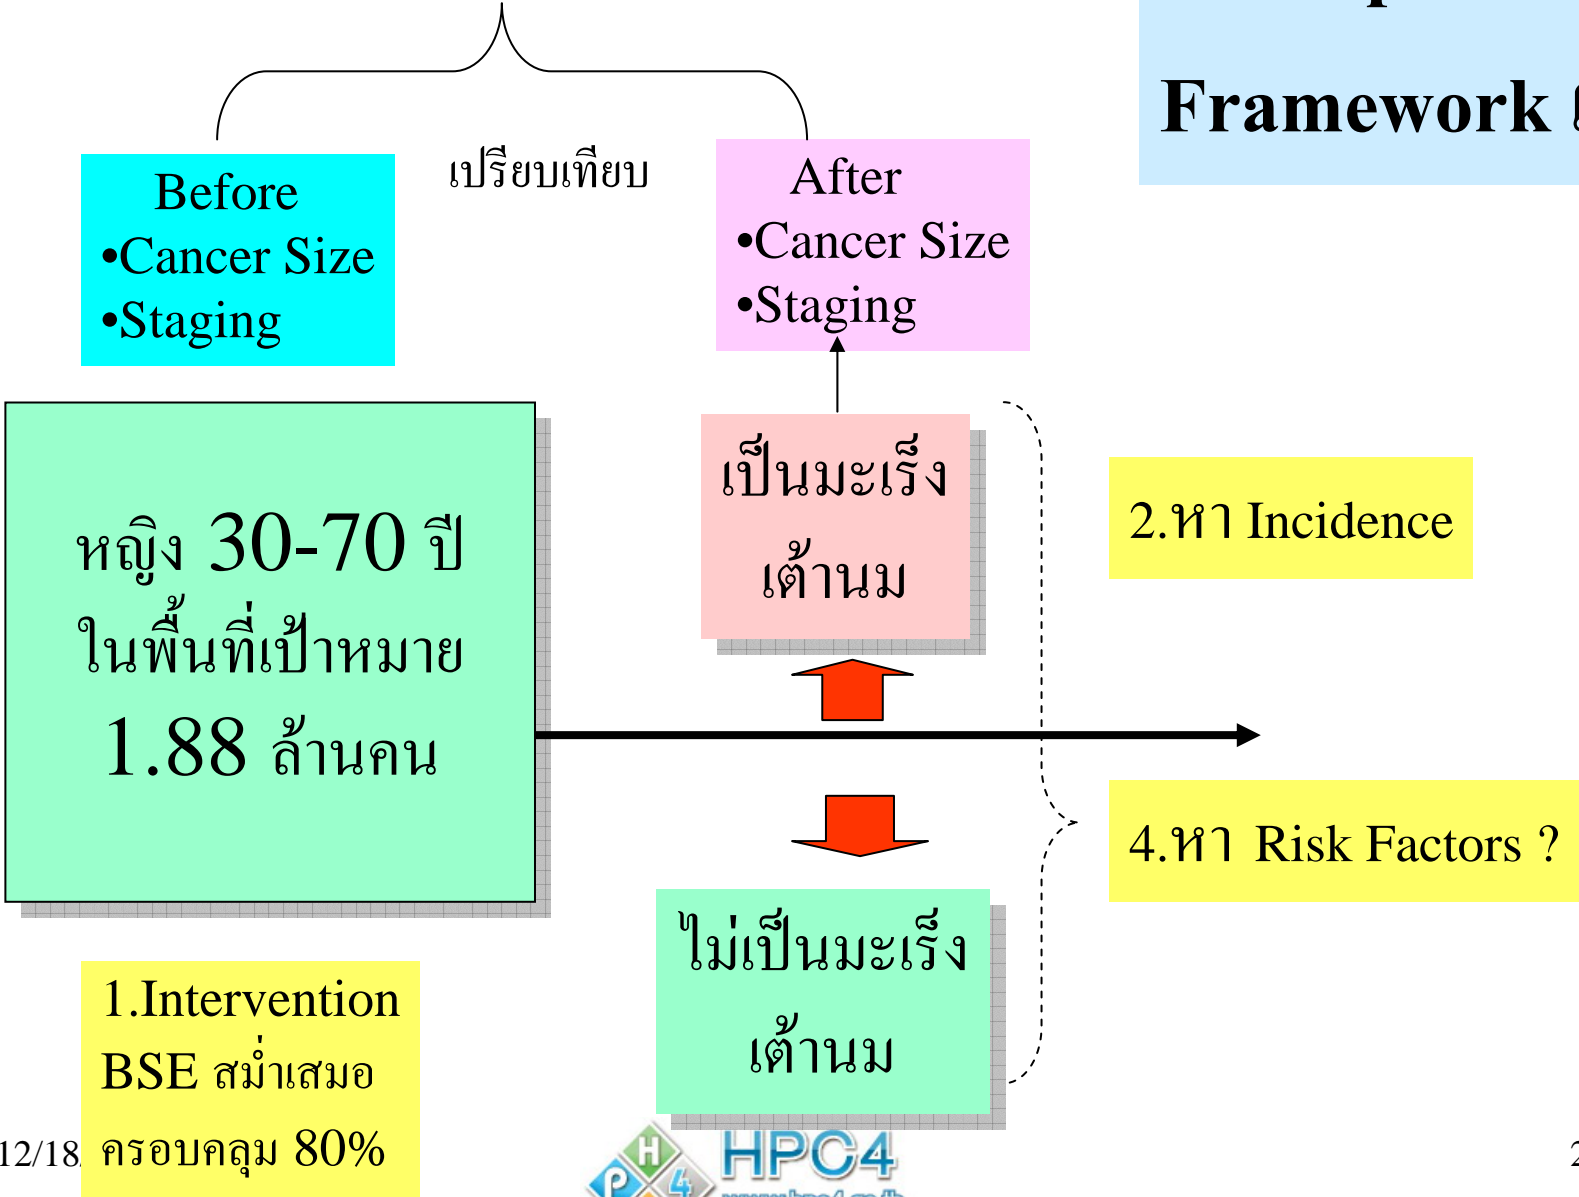 Framework
เปรียบเทียบ
Before
•Cancer Size
•Staging
After
•Cancer Size
•Staging
หญิง 30-70 ปี
ในพื้นที่เป้าหมาย
1.88 ล้านคน
เป็นมะเร็ง
เต้านม
2.หา Incidence
4.หา Risk Factors ?
ไม่เป็นมะเร็ง
เต้านม
1.Intervention
BSE สม่ำเสมอ
ครอบคลุม 80%
12/18
HPC4
H
P
4
2